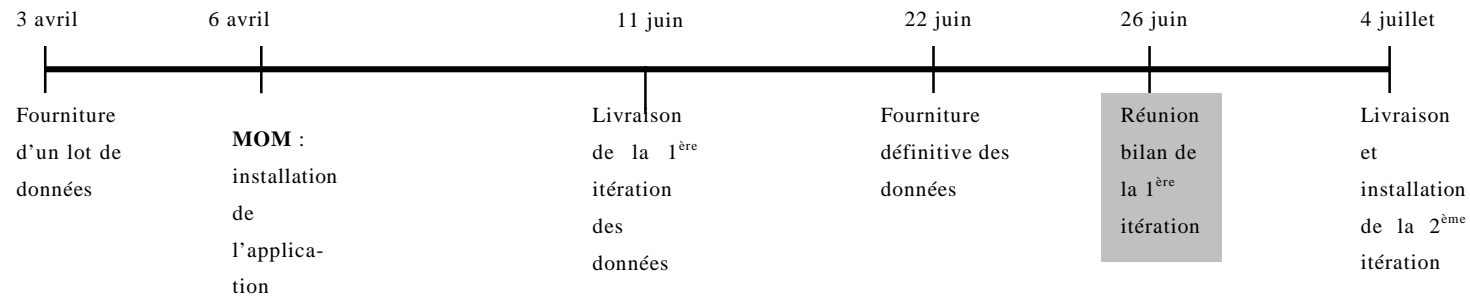 3 avril
6 avril
11 juin
22 juin
26 juin
4 juillet
Fourniture
d’un lot de
données
MOM :
installation
de
l’applica-
tion
Livraison
de la 1ère
itération
des
données
Fourniture
définitive des
données
Réunion
bilan de
la 1ère
itération
Livraison
et
installation
de la 2ème
itération